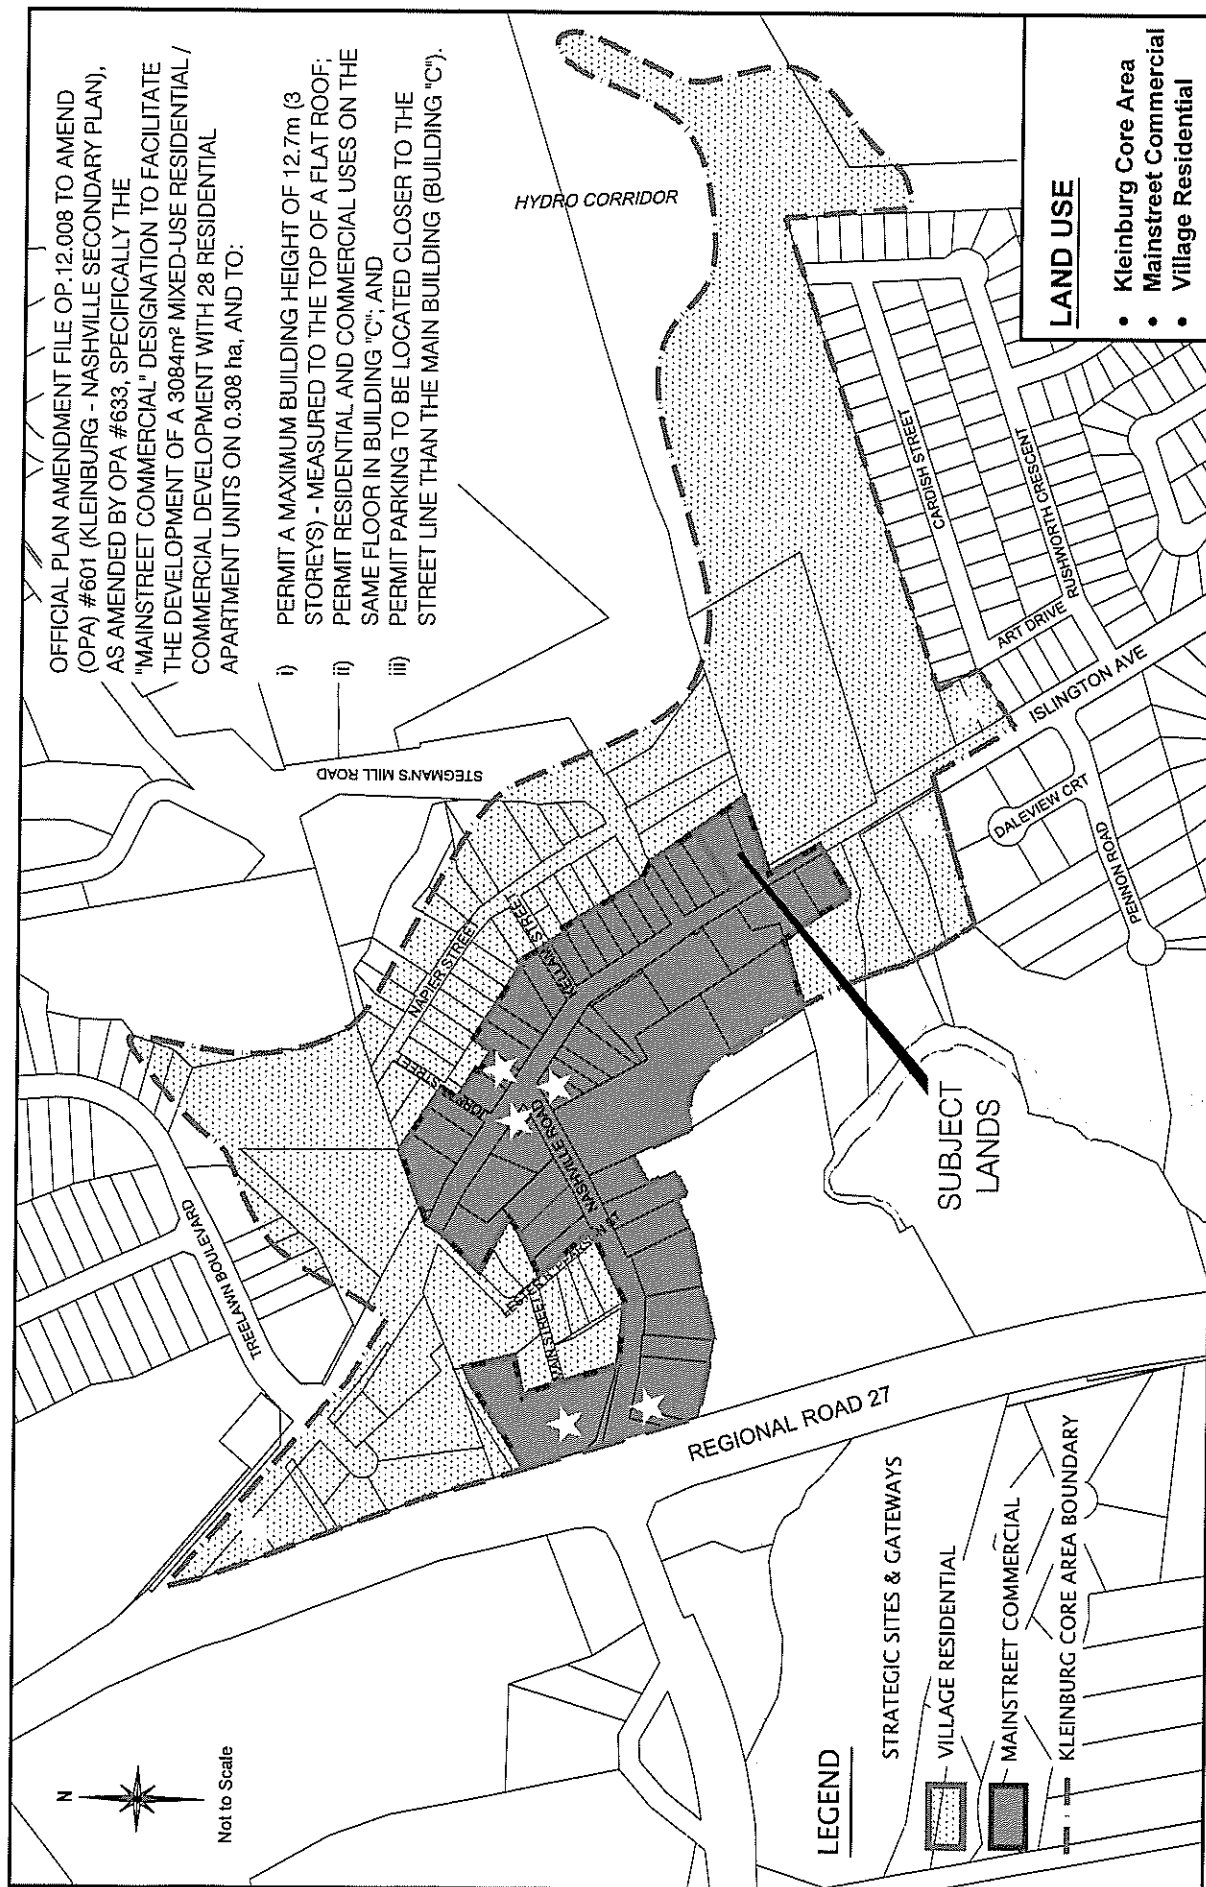 OFFICIAL PLAN AMENDMENT FILE OP.12.008 TO AMEND
(OPA) #601 (KLEINBURG - NASHVILLE SECONDARY PLAN),
AS AMENDED BY OPA #633, SPECIFICALLY THE
"MAINSTREET COMMERCIAL" DESIGNATION TO FACILITATE
THE DEVELOPMENT OF A 3084m² MIXED-USE RESIDENTIAL /
COMMERCIAL DEVELOPMENT WITH 28 RESIDENTIAL
APARTMENT UNITS ON 0.308 ha, AND TO:
i) PERMIT A MAXIMUM BUILDING HEIGHT OF 12.7m (3
STOREYS) - MEASURED TO THE TOP OF A FLAT ROOF;
ii) PERMIT RESIDENTIAL AND COMMERCIAL USES ON THE
SAME FLOOR IN BUILDING "C"; AND
iii) PERMIT PARKING TO BE LOCATED CLOSER TO THE
STREET LINE THAN THE MAIN BUILDING (BUILDING "C").
N
Not to Scale
TREELAWN BOULEVARD
STEGMAN'S MILL ROAD
HYDRO CORRIDOR
NAPIER STREET
KELLAM STREET
STREET
NASHVILLE ROAD
NASHVILLE ROAD
STREET
REGIONAL ROAD 27
SUBJECT
LANDS
CARDISH STREET
RUSHWORTH CRESCENT
ART DRIVE
ISLINGTON AVE
DALEVIEW CRT
PENNON ROAD
LEGEND
STRATEGIC SITES & GATEWAYS
VILLAGE RESIDENTIAL
MAINSTREET COMMERCIAL
KLEINBURG CORE AREA BOUNDARY
LAND USE
• Kleinburg Core Area
• Mainstreet Commercial
• Village Residential